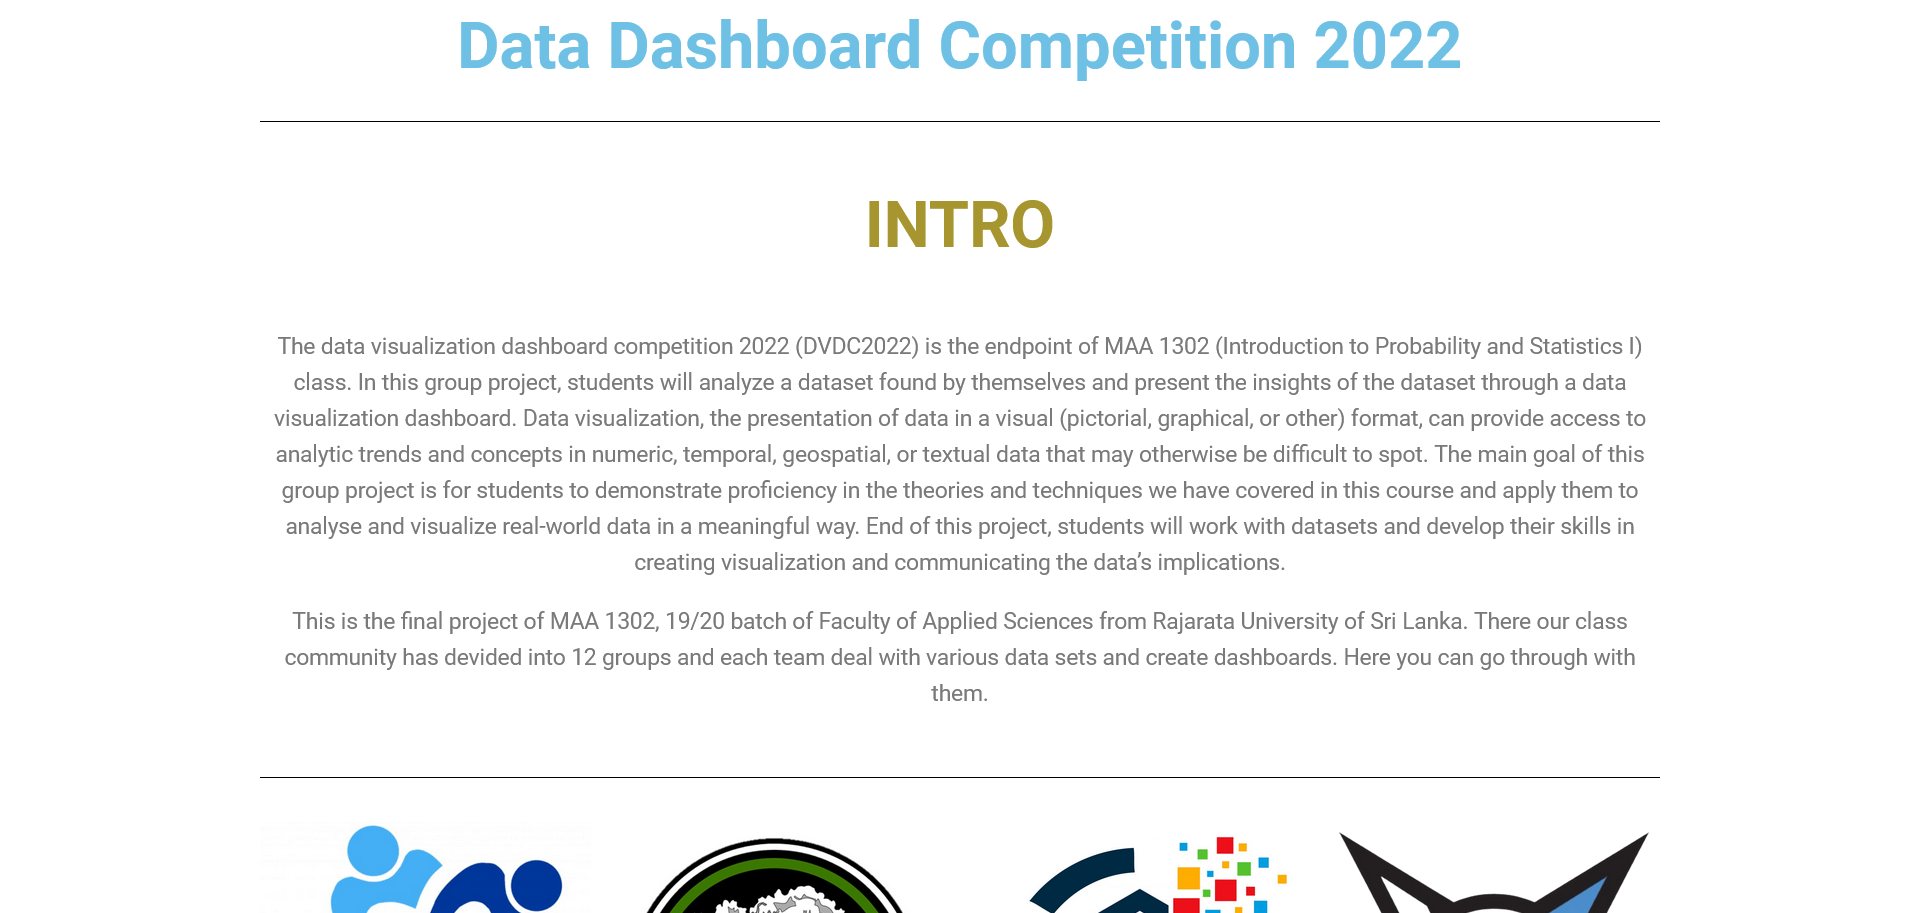 Data Dashboard Competition 2022
INTRO
The data visualization dashboard competition 2022 (DVDC2022) is the endpoint of MAA 1302 (Introduction to Probability and Statistics I)
class. In this group project, students will analyze a dataset found by themselves and present the insights of the dataset through a data
visualization dashboard. Data visualization, the presentation of data in a visual (pictorial, graphical, or other) format, can provide access to
analytic trends and concepts in numeric, temporal, geospatial, or textual data that may otherwise be difficult to spot. The main goal of this
group project is for students to demonstrate proficiency in the theories and techniques we have covered in this course and apply them to
analyse and visualize real-world data in a meaningful way. End of this project, students will work with datasets and develop their skills in
creating visualization and communicating the data’s implications.
This is the final project of MAA 1302, 19/20 batch of Faculty of Applied Sciences from Rajarata University of Sri Lanka. There our class
community has devided into 12 groups and each team deal with various data sets and create dashboards. Here you can go through with
them.